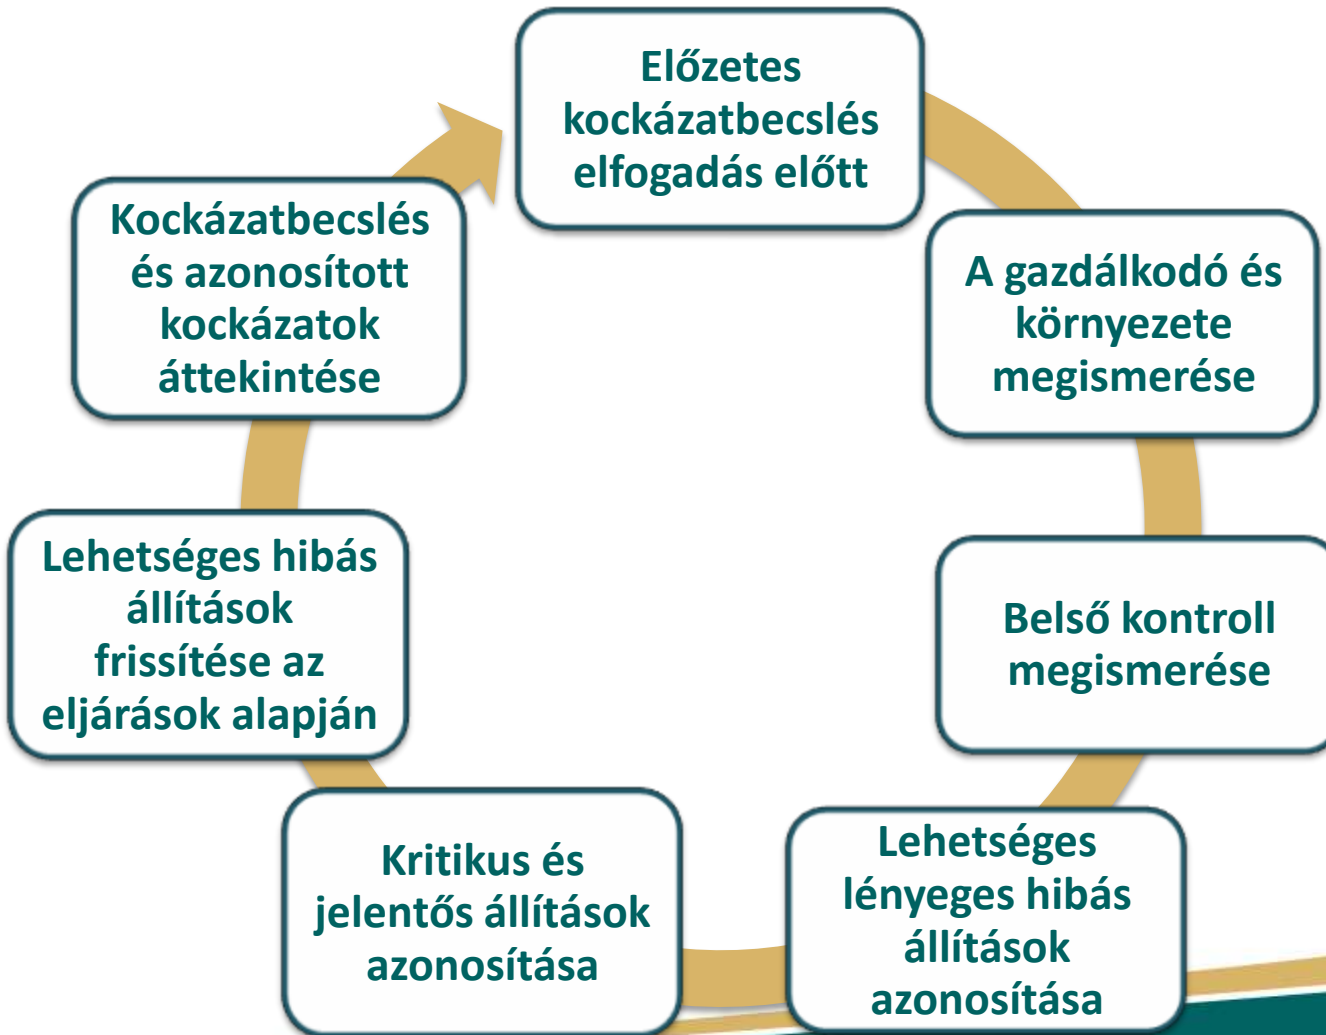 Előzetes
kockázatbecslés
elfogadás előtt
A gazdálkodó és
környezete
megismerése
Belső kontroll
megismerése
Lehetséges
lényeges hibás
állítások
azonosítása
Kritikus és
jelentős állítások
azonosítása
Lehetséges hibás
állítások
frissítése az
eljárások alapján
Kockázatbecslés
és azonosított
kockázatok
áttekintése